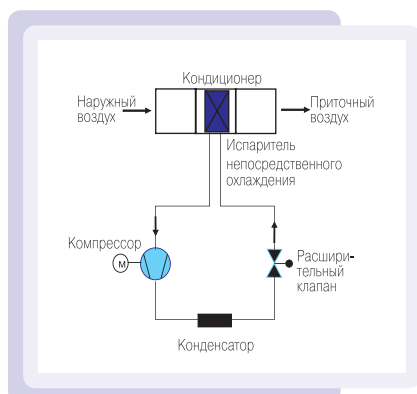 Кондиционер
Наружный
воздух
Приточный
воздух
Испаритель
непосредственного
охлаждения
Компрессор
М
Расшири-
тельный
клапан
Конденсатор